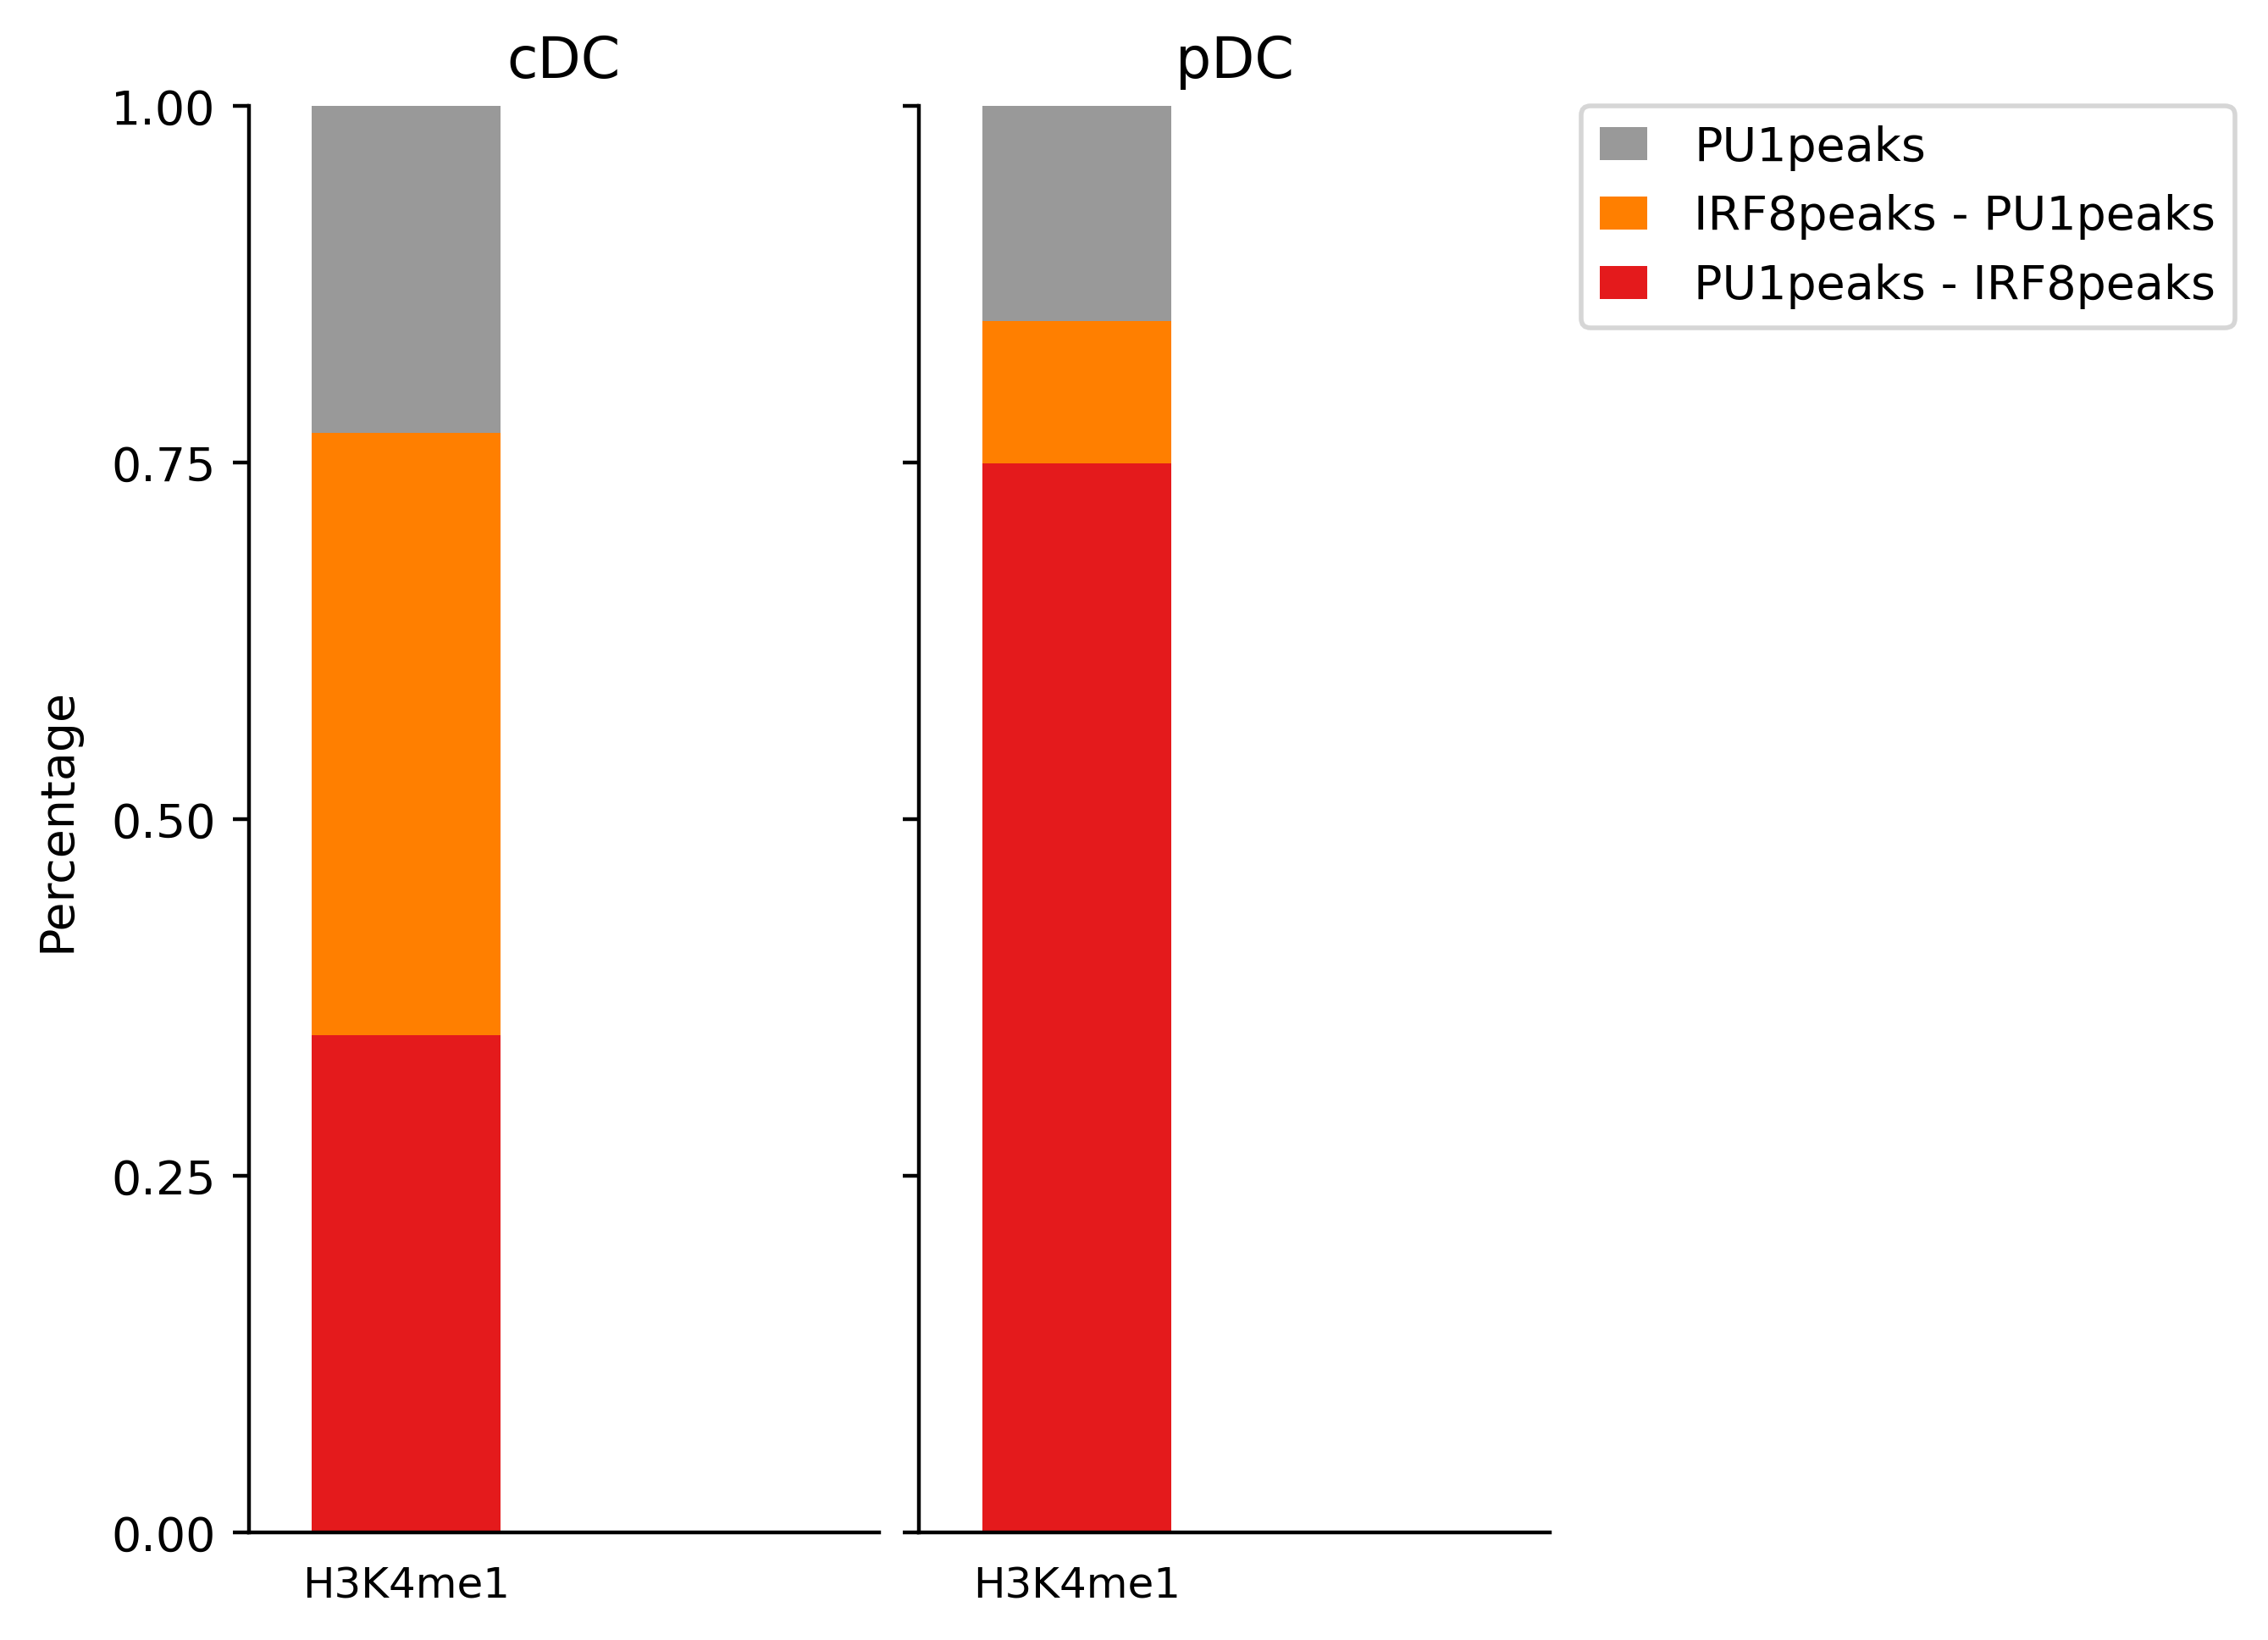 cDC
pDC
1.00
0.75
0.50
0.25
0.00
Percentage
H3K4me1
H3K4me1
PU1peaks
IRF8peaks - PU1peaks
PU1peaks - IRF8peaks